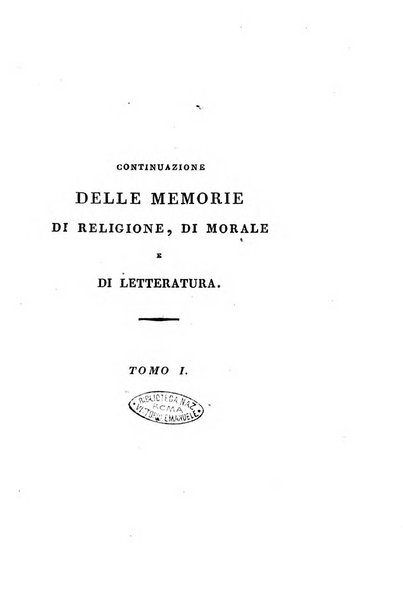 CONTINUAZIONE
DELLE MEMORIE
DI RELIGIONE, DI MORALE
E
DI LETTERATURA.
TOMO I.
BIBLIOTECA NAZ.
ROMA
VITTORIO EMANUELE